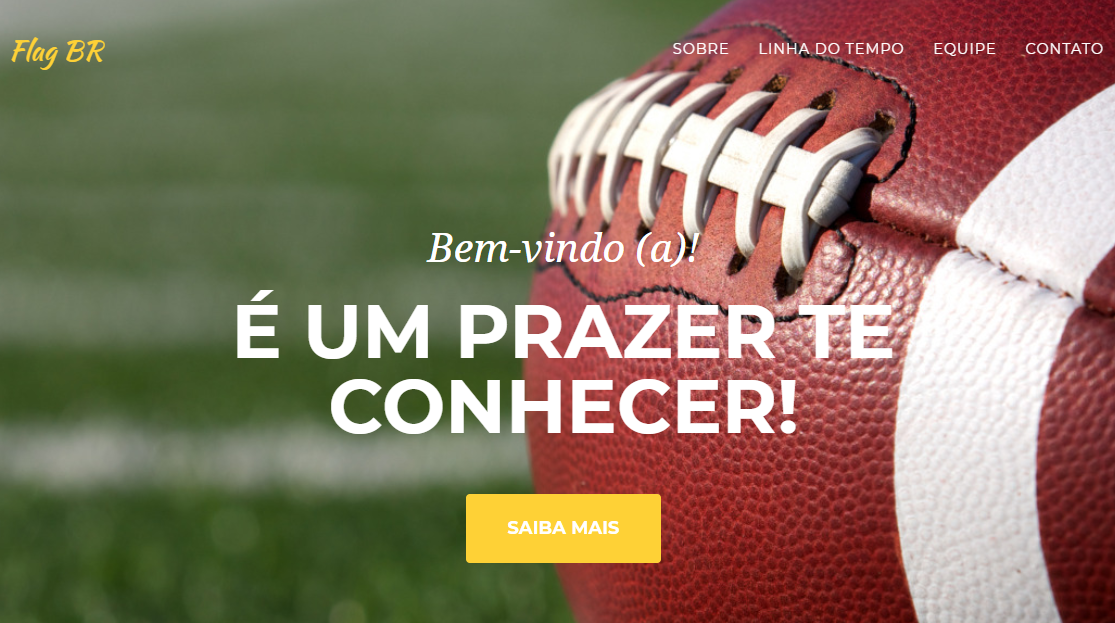 Flag BR
SOBRE LINHA DO TEMPO EQUIPE CONTATO
Bem-vindo (a)!
É UM PRAZER TE
CONHECER!
SAIBA MAIS